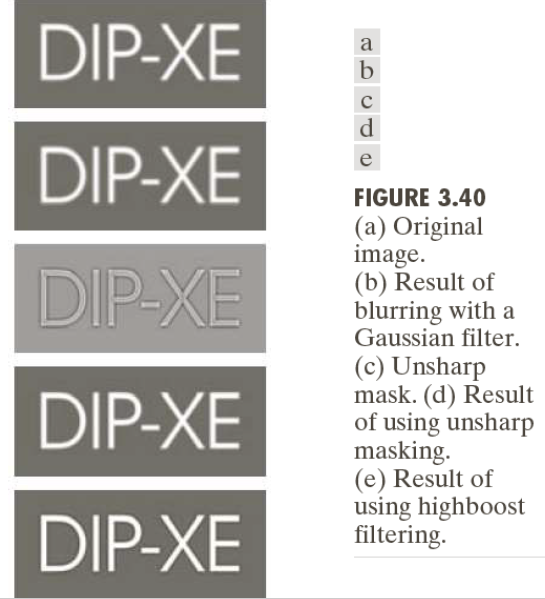 DIP-XE
DIP-XE
DIP-XE
DIP-XE
DIP-XE
a
b
c
d
e
FIGURE 3.40
(a) Original
image.
(b) Result of
blurring with a
Gaussian filter.
(c) Unsharp
mask. (d) Result
of using unsharp
masking.
(e) Result of
using highboost
filtering.